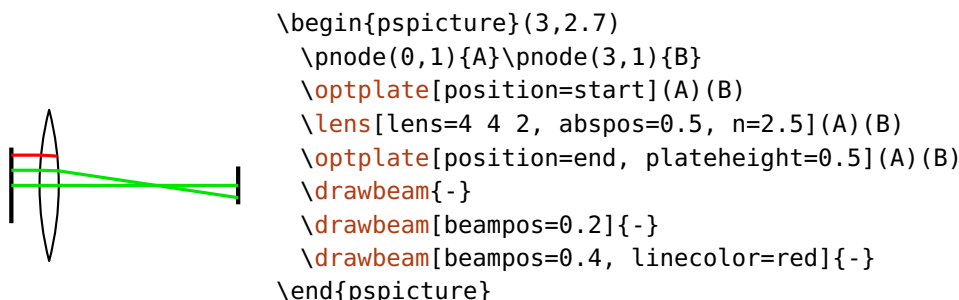 \begin{pspicture}(3,2.7)
\pnode(0,1){A}\pnode(3,1){B}
\optplate[position=start](A)(B)
\lens[lens=4 4 2, abspos=0.5, n=2.5](A)(B)
\optplate[position=end, plateheight=0.5](A)(B)
\drawbeam{-}
\drawbeam[beampos=0.2]{-}
\drawbeam[beampos=0.4, linecolor=red]{-}
\end{pspicture}